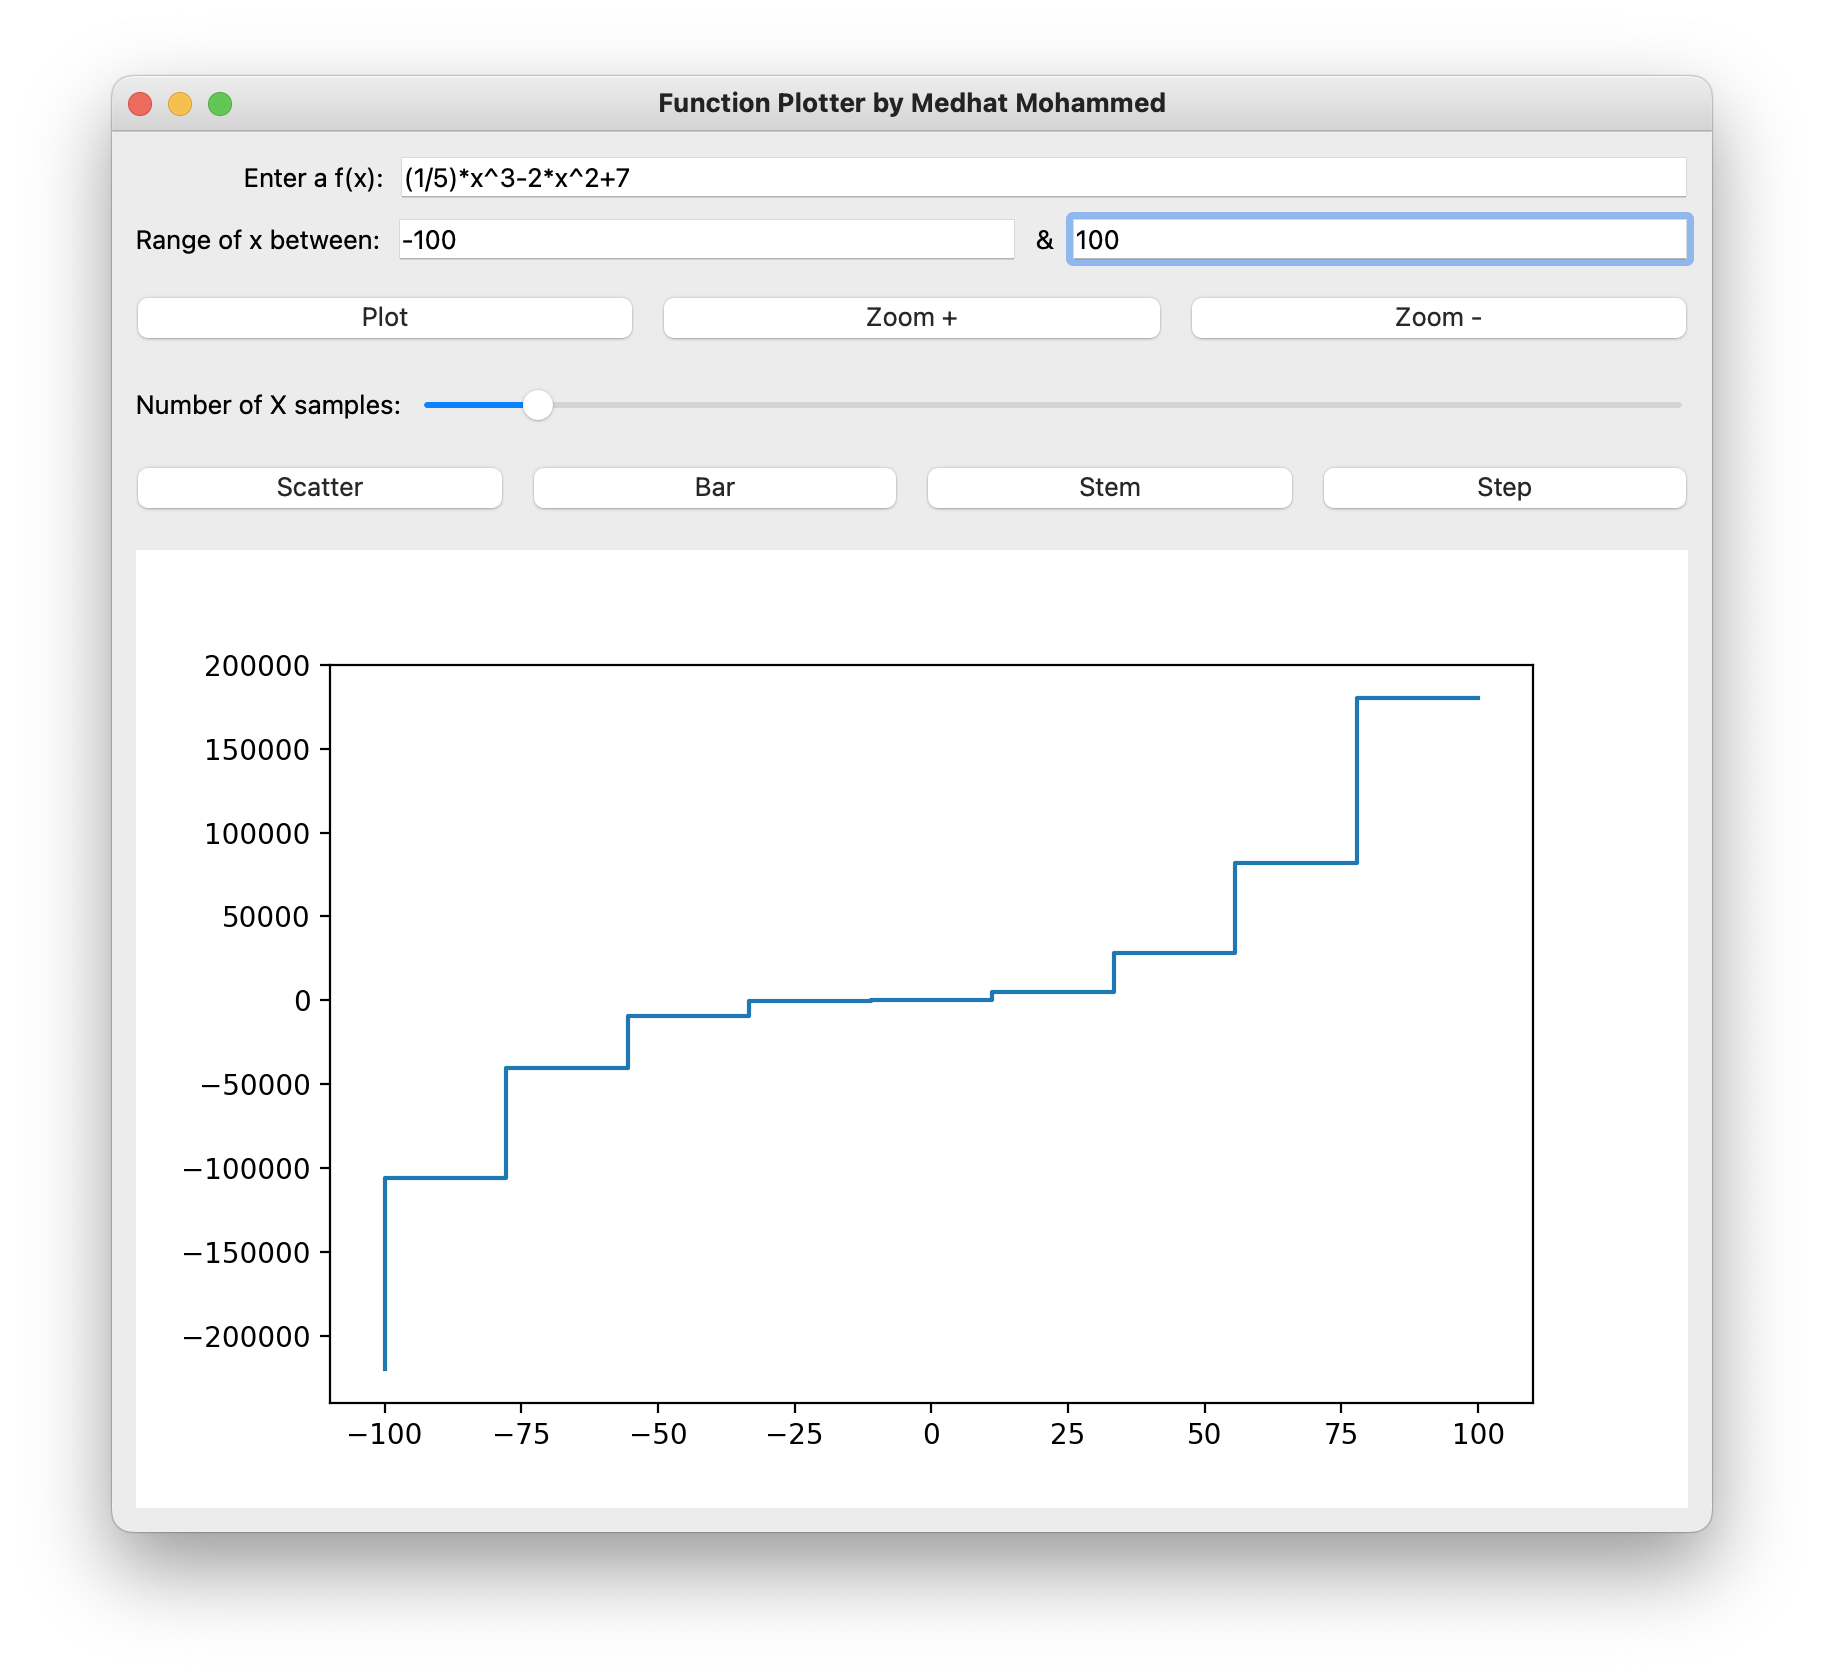 Function Plotter by Medhat Mohammed
Enter a f(x): (1/5)*x^3-2*x^2+7
Range of x between: -100 & 100
Plot Zoom + Zoom -
Number of X samples:
Scatter Bar Stem Step
200000
150000
100000
50000
0
−50000
−100000
−150000
−200000
−100 −75 −50 −25 0 25 50 75 100